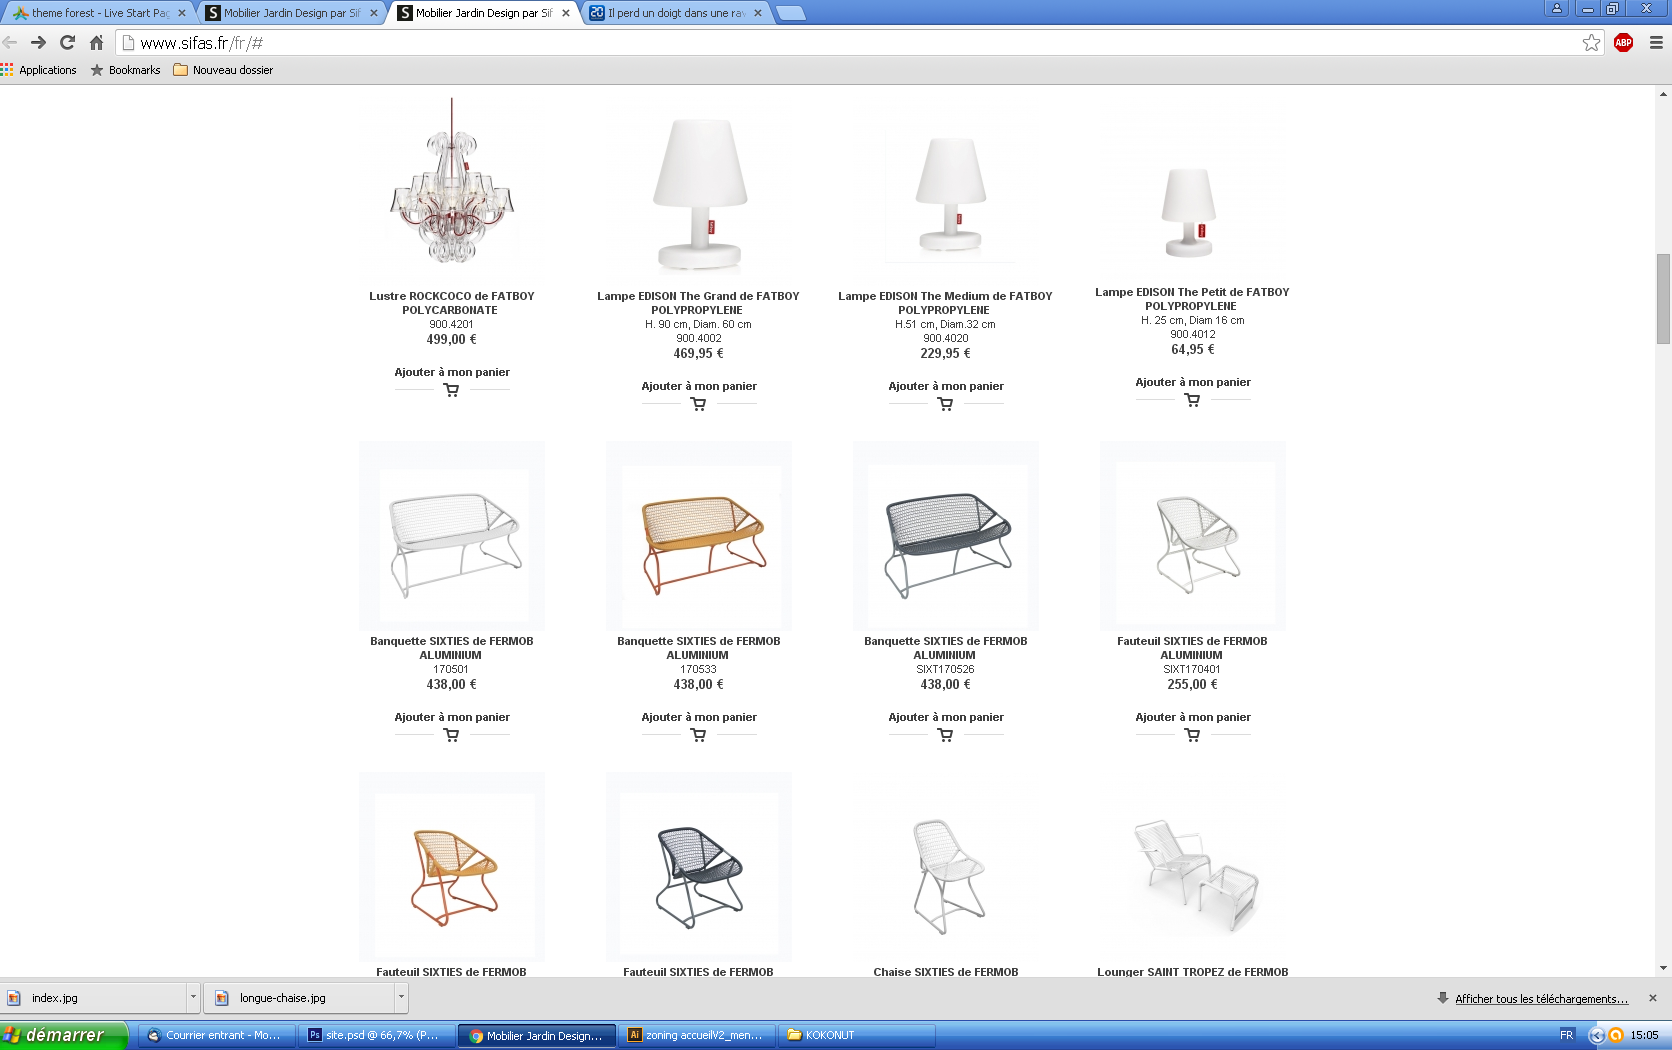 theme forest - Live Start Pag
Mobilier Jardin Design par Sif
Mobilier Jardin Design par Sif
20
Il perd un doigt dans une rav
www.sifas.fr/fr/#
ABP
Applications
Bookmarks
Nouveau dossier
Lustre ROCKCOCO de FATBOY
POLYCARBONATE
900.4201
499,00 €
Ajouter à mon panier
Lampe EDISON The Grand de FATBOY
POLYPROPYLENE
H. 90 cm, Diam. 60 cm
900.4002
469,95 €
Ajouter à mon panier
Lampe EDISON The Medium de FATBOY
POLYPROPYLENE
H.51 cm, Diam.32 cm
900.4020
229,95 €
Ajouter à mon panier
Lampe EDISON The Petit de FATBOY
POLYPROPYLENE
H. 25 cm, Diam 16 cm
900.4012
64,95 €
Ajouter à mon panier
Banquette SIXTIES de FERMOB
ALUMINIUM
170501
438,00 €
Ajouter à mon panier
Banquette SIXTIES de FERMOB
ALUMINIUM
170533
438,00 €
Ajouter à mon panier
Banquette SIXTIES de FERMOB
ALUMINIUM
SIXT170526
438,00 €
Ajouter à mon panier
Fauteuil SIXTIES de FERMOB
ALUMINIUM
SIXT170401
255,00 €
Ajouter à mon panier
Fauteuil SIXTIES de FERMOB
Fauteuil SIXTIES de FERMOB
Chaise SIXTIES de FERMOB
Lounger SAINT TROPEZ de FERMOB
index.jpg
longue-chaise.jpg
Afficher tous les téléchargements...
démarrer
Courrier entrant - Mo...
Ps
site.psd @ 66,7% (P...
Mobilier Jardin Design...
Ai
zoning accueilV2_men...
KOKONUT
FR
15:05